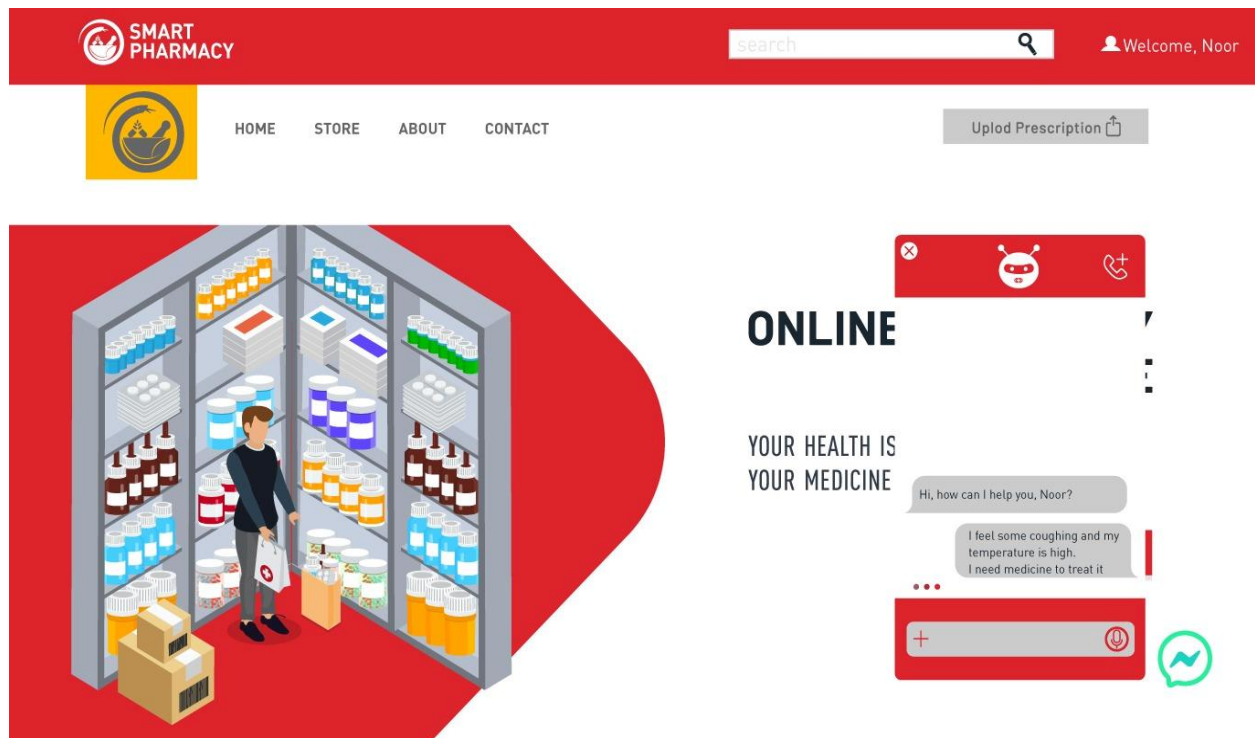 SMART
PHARMACY
search
Welcome, Noor
HOME STORE ABOUT CONTACT
Uplod Prescription
ONLINE
YOUR HEALTH IS
YOUR MEDICINE
Hi, how can I help you, Noor?
I feel some coughing and my
temperature is high.
I need medicine to treat it